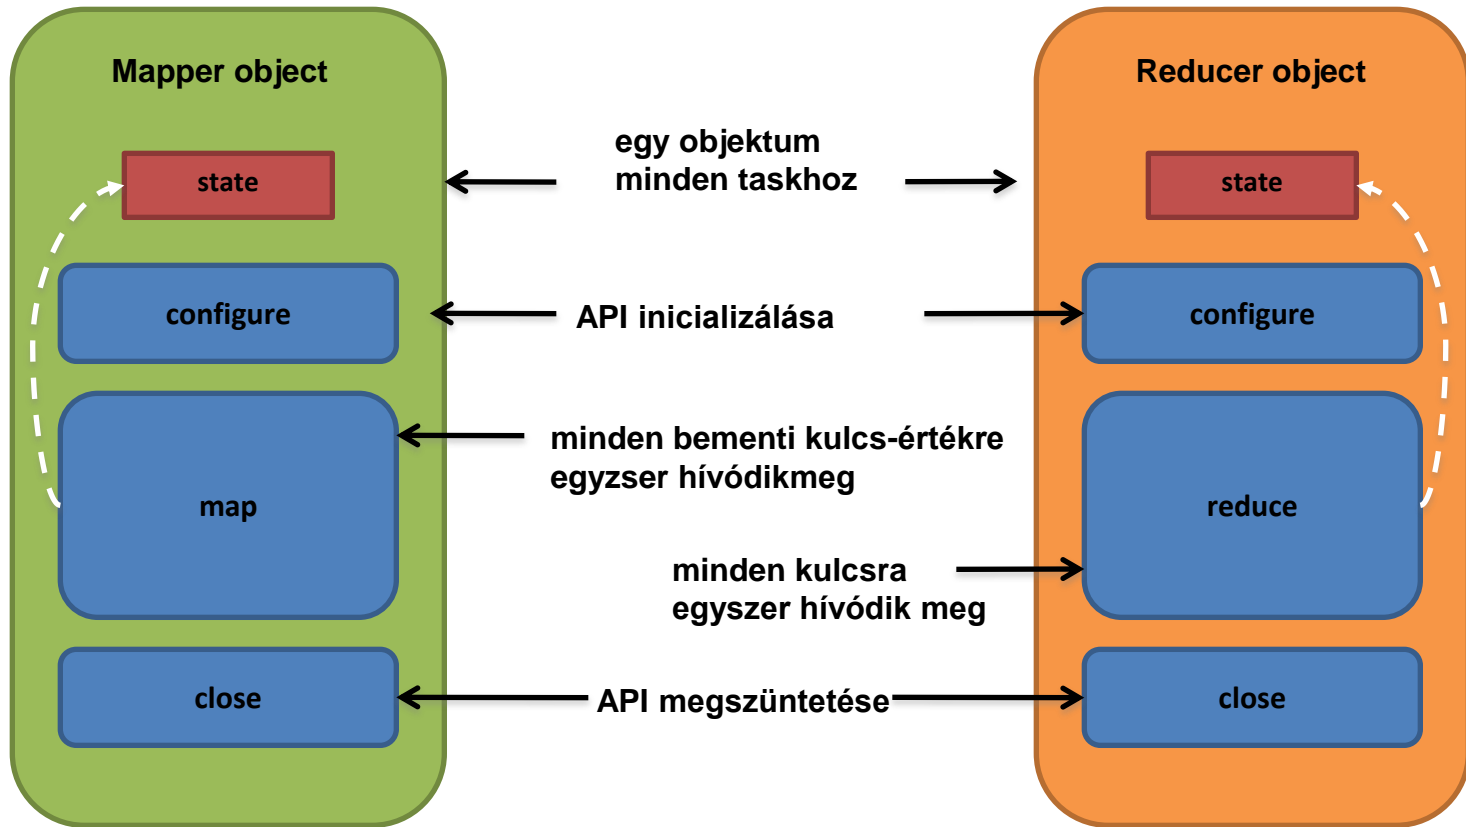 Mapper object
Reducer object
egy objektum
minden taskhoz
state
state
configure
API inicializálása
configure
minden bementi kulcs-értékre
egyzser hívódikmeg
map
reduce
minden kulcsra
egyszer hívódik meg
close
API megszüntetése
close